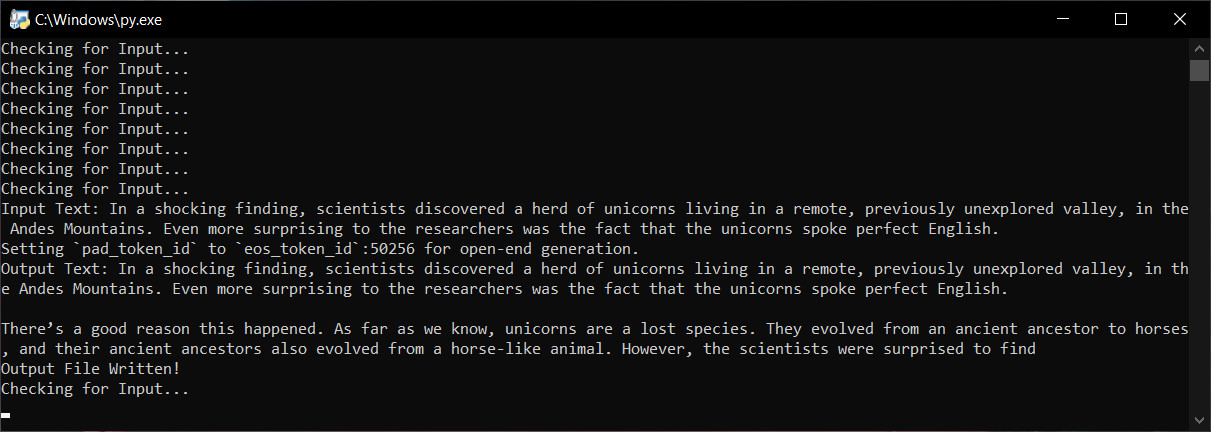 C:\Windows\py.exe
Checking for Input...
Checking for Input...
Checking for Input...
Checking for Input...
Checking for Input...
Checking for Input...
Checking for Input...
Checking for Input...
Input Text: In a shocking finding, scientists discovered a herd of unicorns living in a remote, previously unexplored valley, in the
 Andes Mountains. Even more surprising to the researchers was the fact that the unicorns spoke perfect English.
Setting `pad_token_id` to `eos_token_id`:50256 for open-end generation.
Output Text: In a shocking finding, scientists discovered a herd of unicorns living in a remote, previously unexplored valley, in th
e Andes Mountains. Even more surprising to the researchers was the fact that the unicorns spoke perfect English.

There’s a good reason this happened. As far as we know, unicorns are a lost species. They evolved from an ancient ancestor to horses
, and their ancient ancestors also evolved from a horse-like animal. However, the scientists were surprised to find
Output File Written!
Checking for Input...